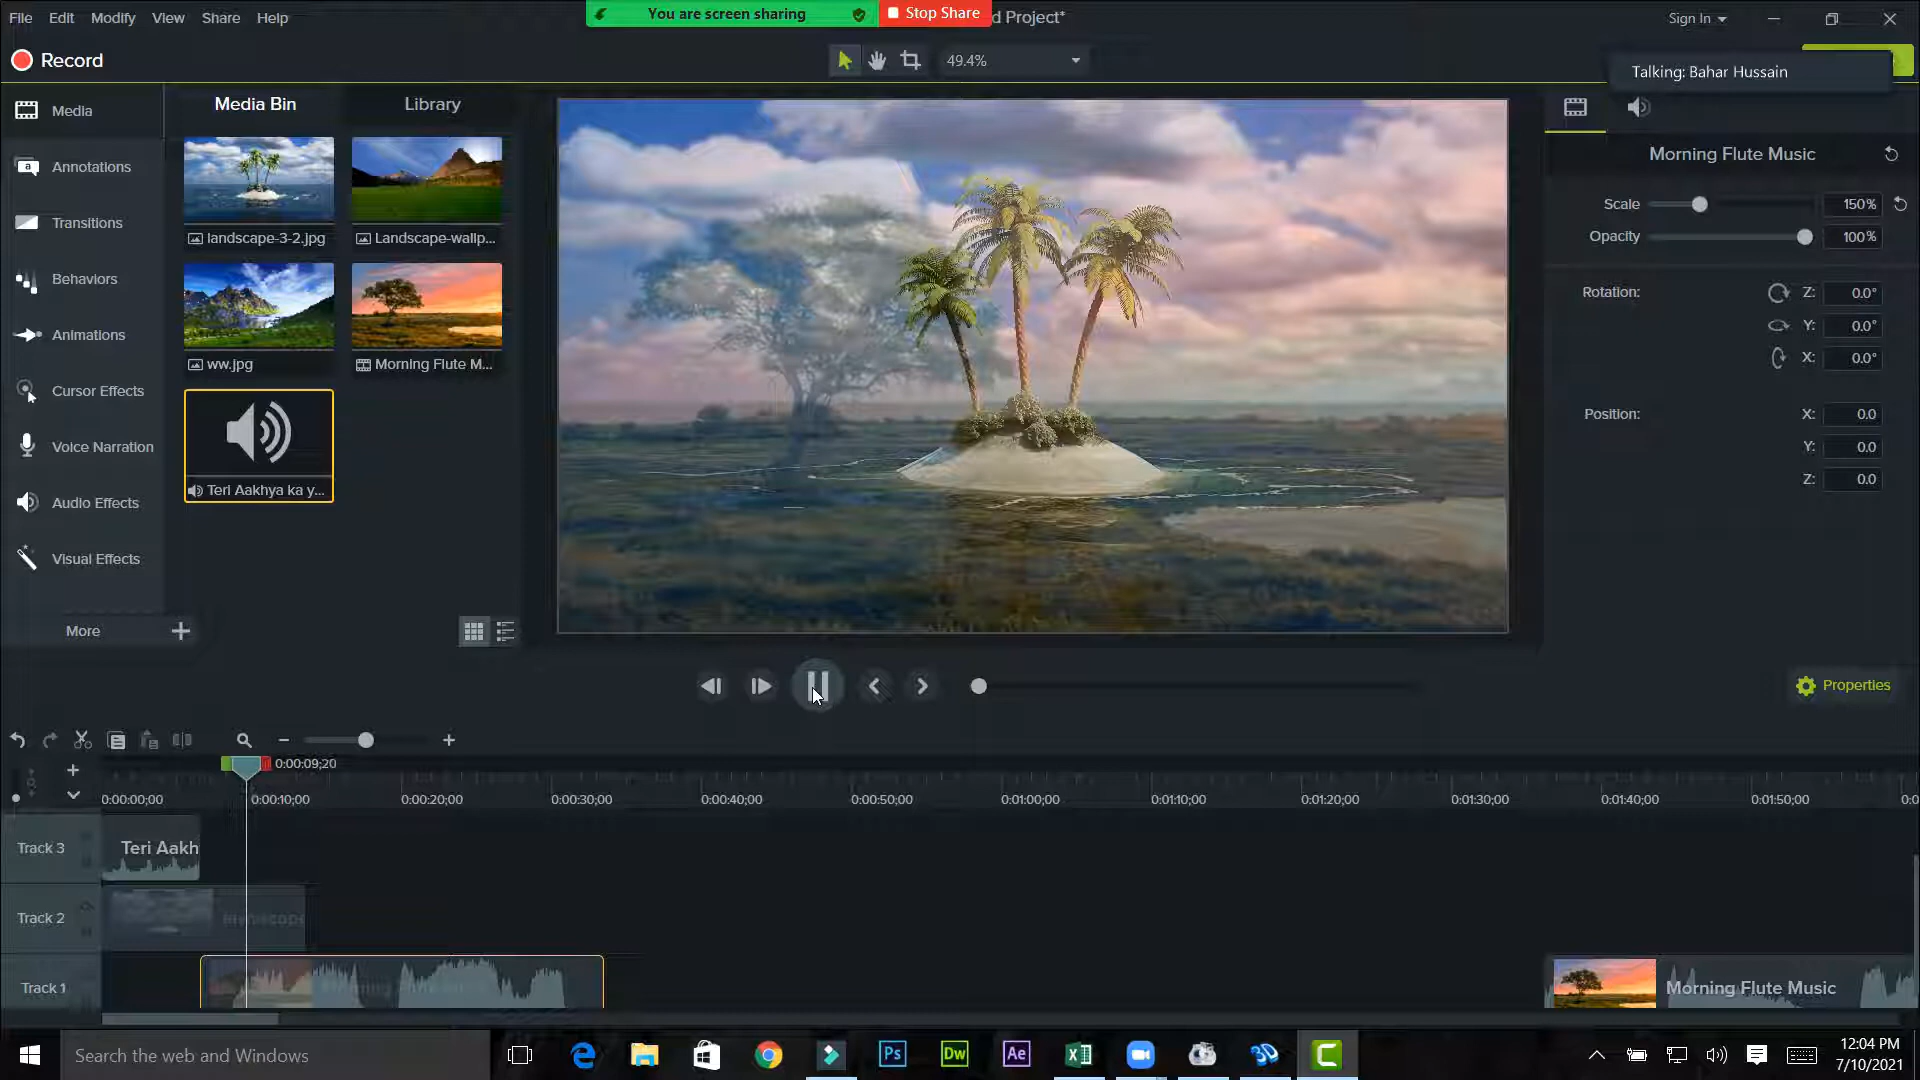 File Edit Modify View Share Help
You are screen sharing
Stop Share
d Project*
Sign In
Record
49.4%
Talking: Bahar Hussain
Media
Annotations
Transitions
Behaviors
Animations
Cursor Effects
Voice Narration
Audio Effects
Visual Effects
More
Media Bin
Library
landscape-3-2.jpg
Landscape-wallp...
ww.jpg
Morning Flute M...
Teri Aakhya ka y...
Morning Flute Music
Scale 150%
Opacity 100%
Rotation: Z: 0.0°
Y: 0.0°
X: 0.0°
Position: X: 0.0
Y: 0.0
Z: 0.0
Properties
0:00:09;20
0:00:00;00 0:00:10;00 0:00:20;00 0:00:30;00 0:00:40;00 0:00:50;00 0:01:00;00 0:01:10;00 0:01:20;00 0:01:30;00 0:01:40;00 0:01:50;00 0:0
Track 3
Teri Aakh
Track 2
Track 1
Morning Flute Music
Search the web and Windows
Ps
Dw
Ae
3D
12:04 PM
7/10/2021